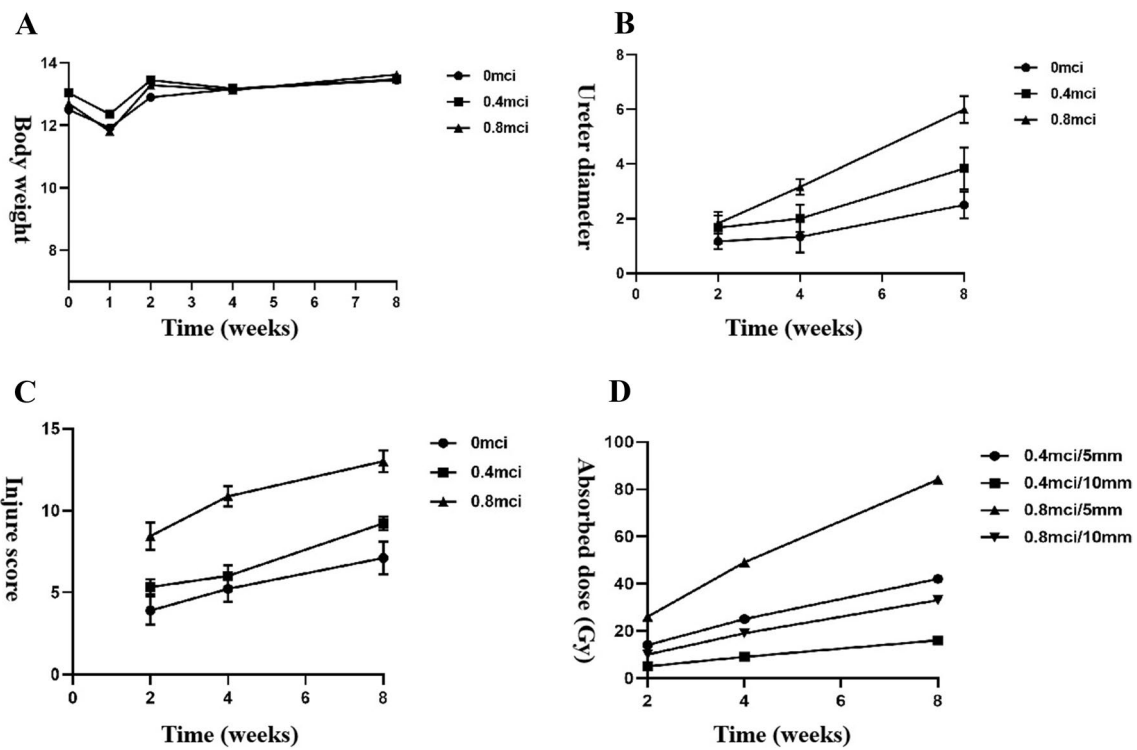 A
14
12
10
8
Body weight
0 1 2 3 4 5 6 7 8
Time (weeks)
0mci
0.4mci
0.8mci
B
8
6
4
2
0
Ureter diameter
0 2 4 6 8
Time (weeks)
0mci
0.4mci
0.8mci
C
15
10
5
0
Injure score
0 2 4 6 8
Time (weeks)
0mci
0.4mci
0.8mci
D
100
80
60
40
20
0
Absorbed dose (Gy)
2 4 6 8
Time (weeks)
0.4mci/5mm
0.4mci/10mm
0.8mci/5mm
0.8mci/10mm